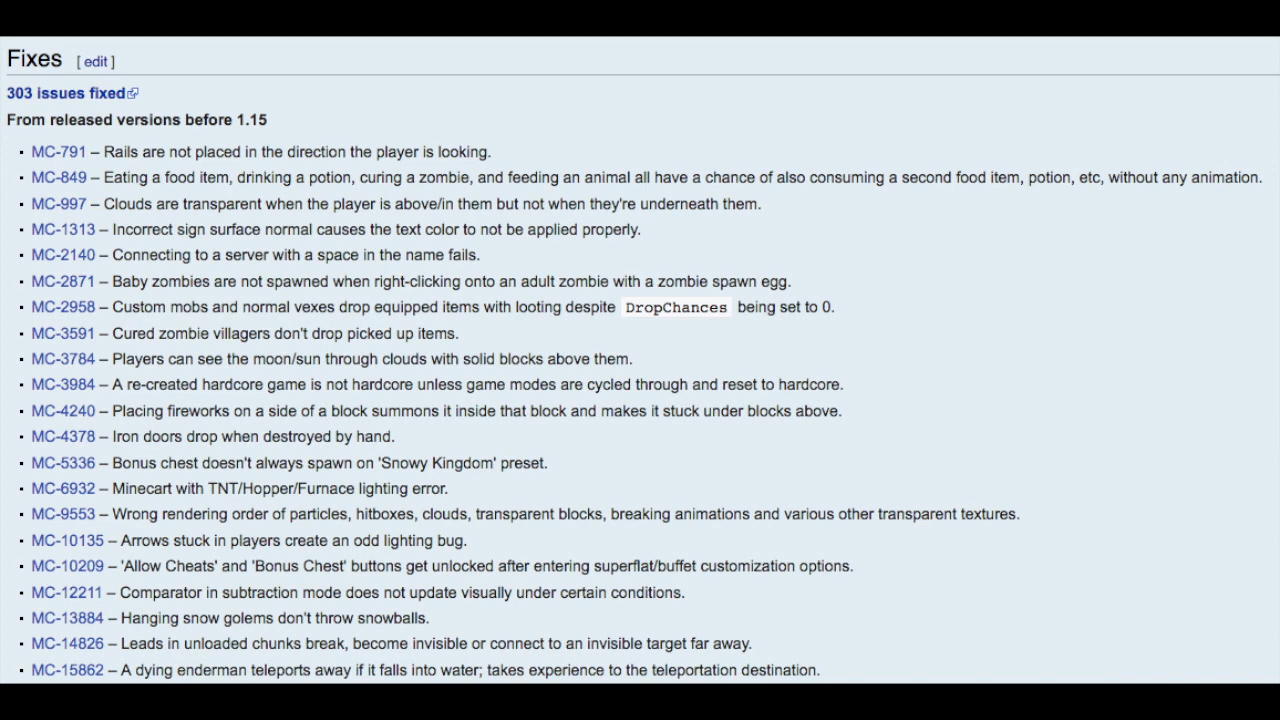 Fixes [ edit ]
303 issues fixed
From released versions before 1.15
▪ MC-791 – Rails are not placed in the direction the player is looking.
▪ MC-849 – Eating a food item, drinking a potion, curing a zombie, and feeding an animal all have a chance of also consuming a second food item, potion, etc, without any animation.
▪ MC-997 – Clouds are transparent when the player is above/in them but not when they're underneath them.
▪ MC-1313 – Incorrect sign surface normal causes the text color to not be applied properly.
▪ MC-2140 – Connecting to a server with a space in the name fails.
▪ MC-2871 – Baby zombies are not spawned when right-clicking onto an adult zombie with a zombie spawn egg.
▪ MC-2958 – Custom mobs and normal vexes drop equipped items with looting despite DropChances being set to 0.
▪ MC-3591 – Cured zombie villagers don't drop picked up items.
▪ MC-3784 – Players can see the moon/sun through clouds with solid blocks above them.
▪ MC-3984 – A re-created hardcore game is not hardcore unless game modes are cycled through and reset to hardcore.
▪ MC-4240 – Placing fireworks on a side of a block summons it inside that block and makes it stuck under blocks above.
▪ MC-4378 – Iron doors drop when destroyed by hand.
▪ MC-5336 – Bonus chest doesn't always spawn on 'Snowy Kingdom' preset.
▪ MC-6932 – Minecart with TNT/Hopper/Furnace lighting error.
▪ MC-9553 – Wrong rendering order of particles, hitboxes, clouds, transparent blocks, breaking animations and various other transparent textures.
▪ MC-10135 – Arrows stuck in players create an odd lighting bug.
▪ MC-10209 – 'Allow Cheats' and 'Bonus Chest' buttons get unlocked after entering superflat/buffet customization options.
▪ MC-12211 – Comparator in subtraction mode does not update visually under certain conditions.
▪ MC-13884 – Hanging snow golems don't throw snowballs.
▪ MC-14826 – Leads in unloaded chunks break, become invisible or connect to an invisible target far away.
▪ MC-15862 – A dying enderman teleports away if it falls into water; takes experience to the teleportation destination.